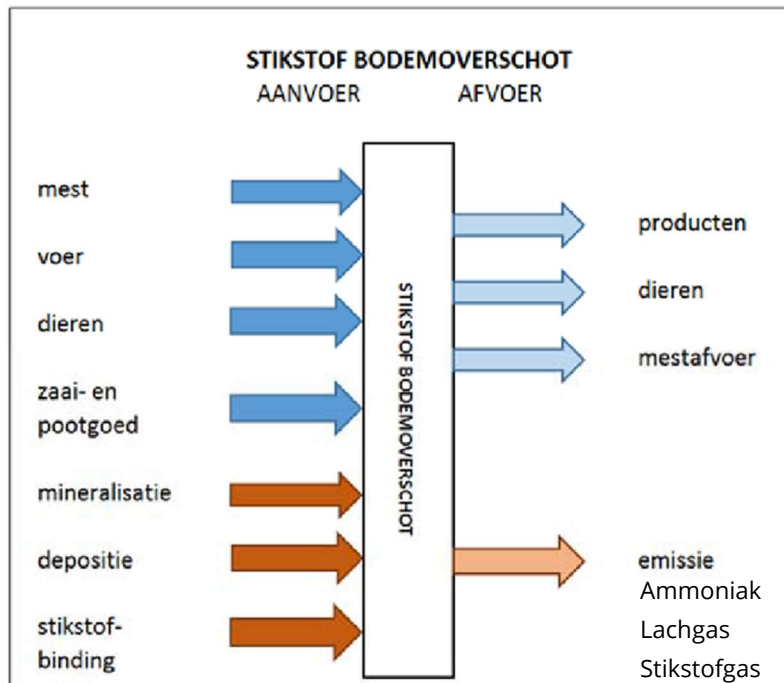 STIKSTOF BODEMOVERSCHOT
AANVOER AFVOER
mest
voer
dieren
zaai- en
pootgoed
mineralisatie
depositie
stikstof-
binding
STIKSTOF BODEMOVERSCHOT
producten
dieren
mestafvoer
emissie
Ammoniak
Lachgas
Stikstofgas